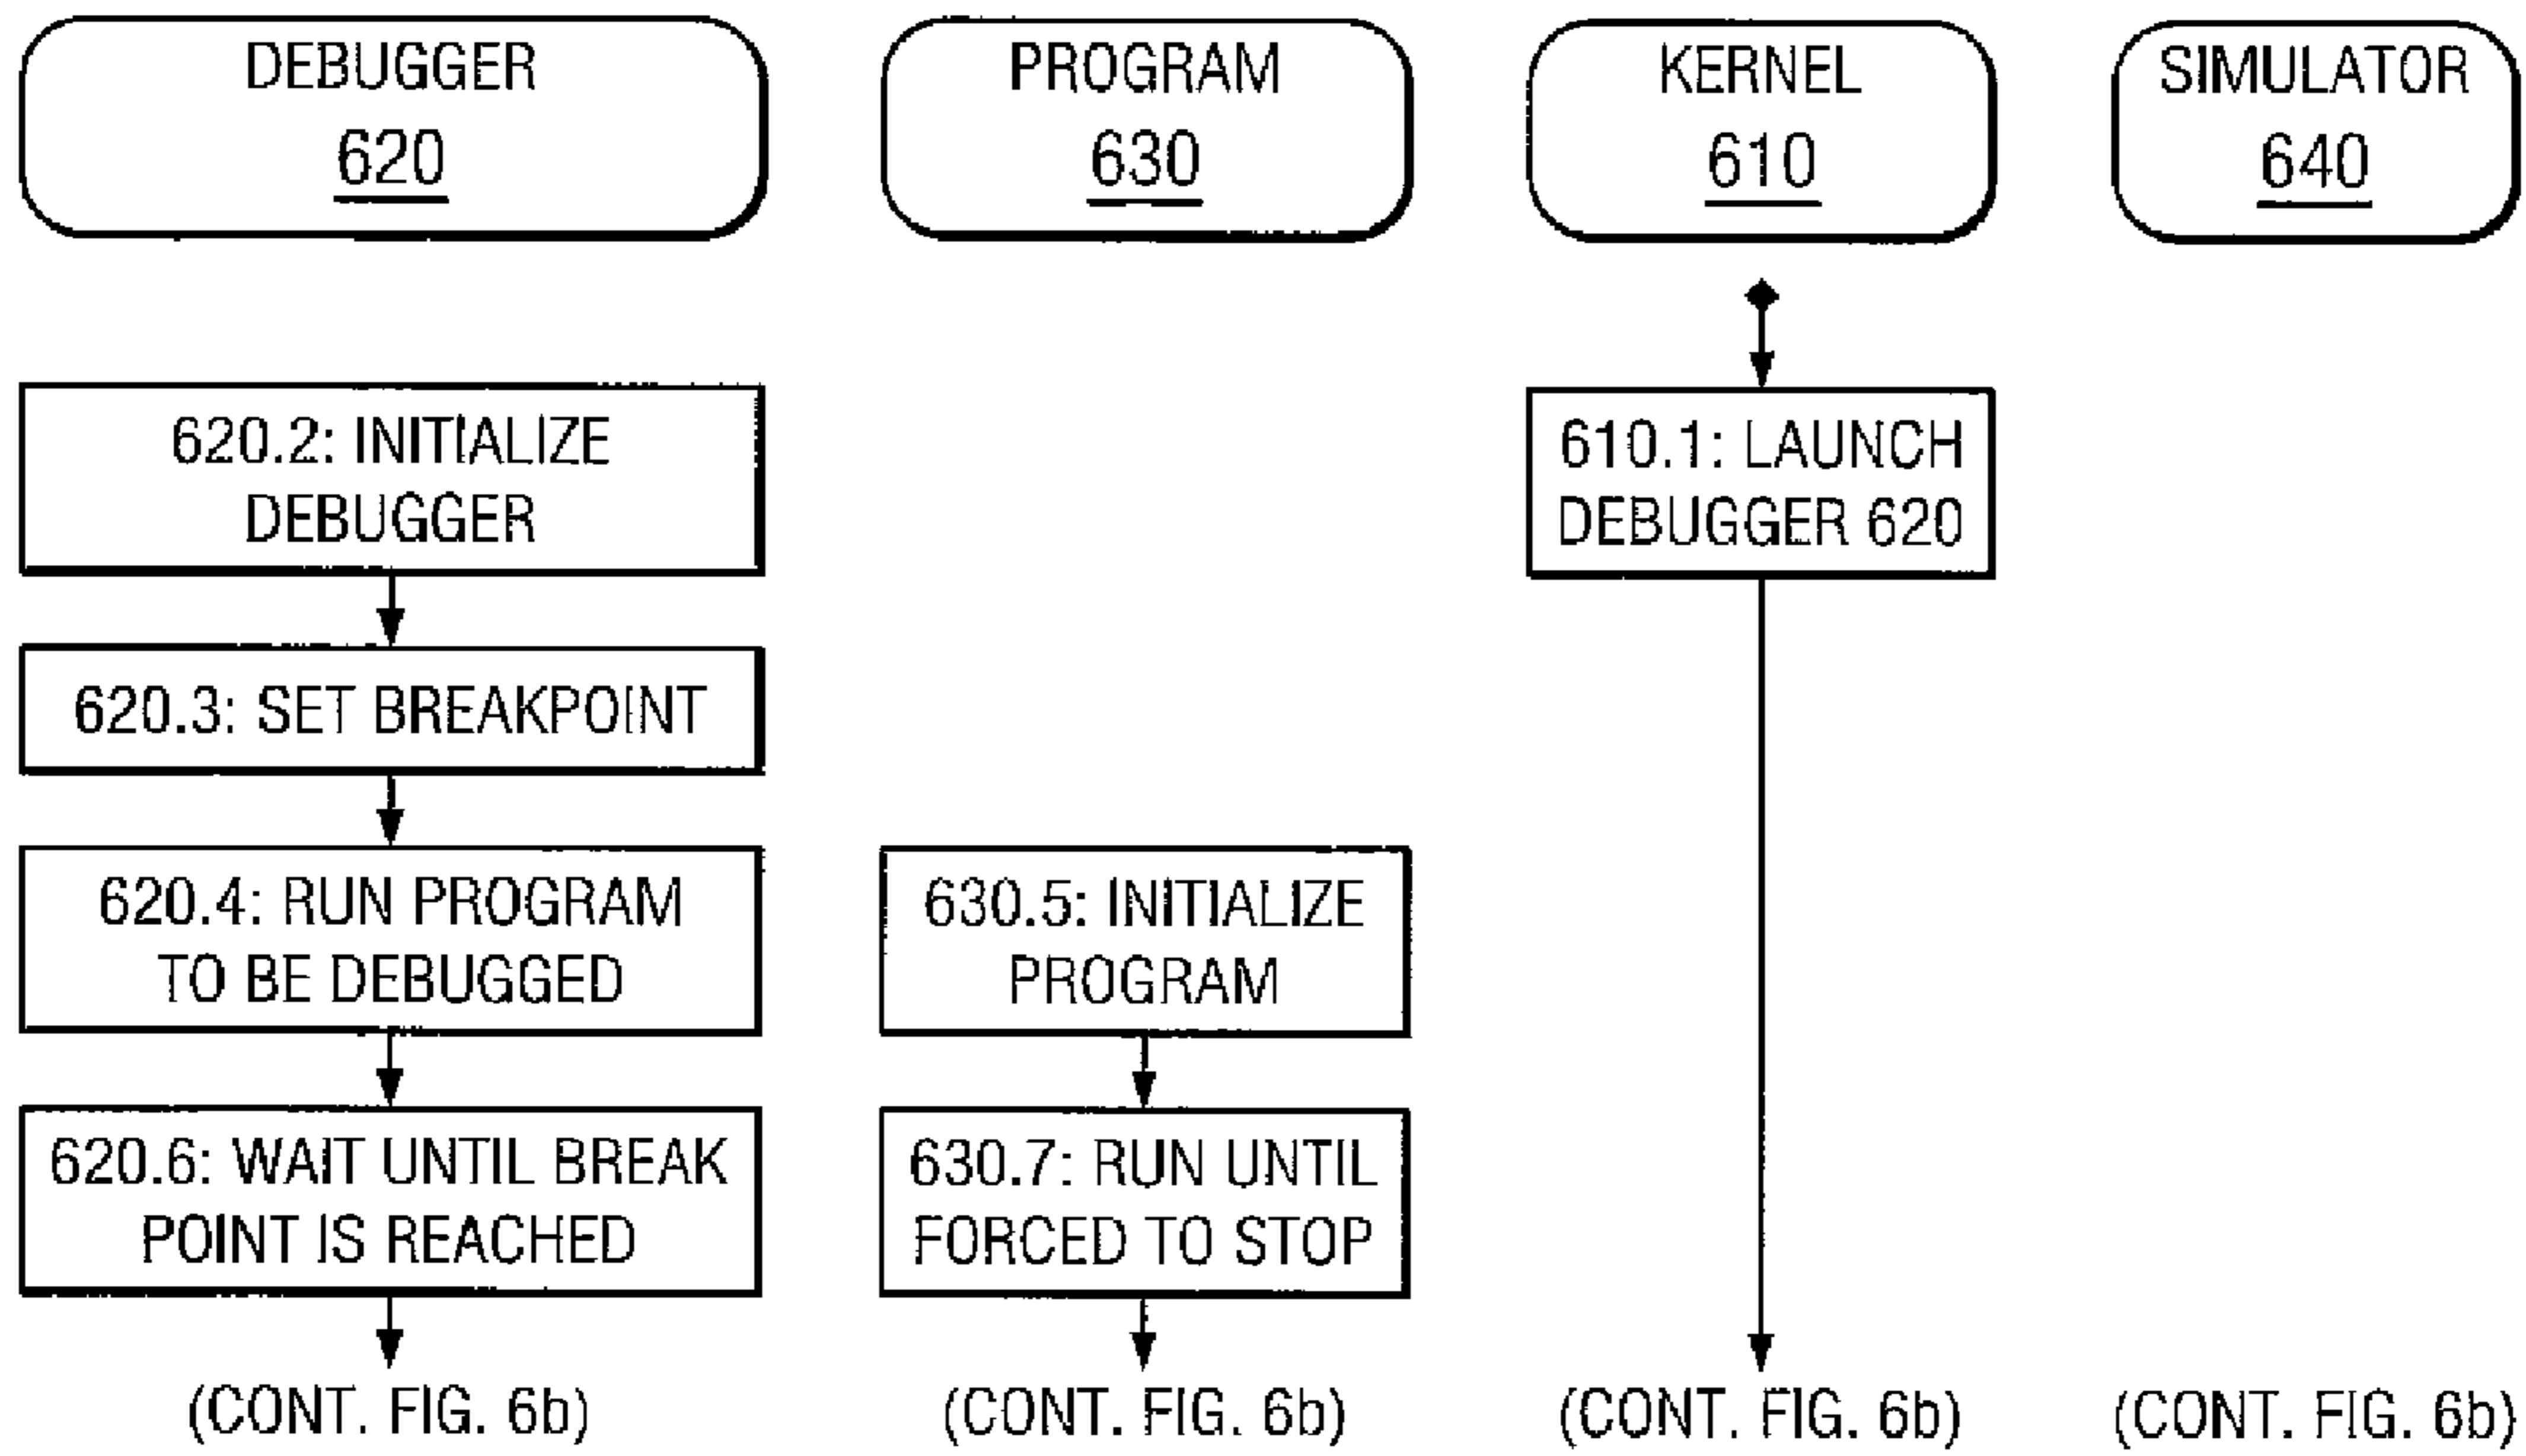 DEBUGGER
620
PROGRAM
630
KERNEL
610
SIMULATOR
640
620.2: INITIALIZE
DEBUGGER
610.1: LAUNCH
DEBUGGER 620
620.3: SET BREAKPOINT
620.4: RUN PROGRAM
TO BE DEBUGGED
630.5: INITIALIZE
PROGRAM
620.6: WAIT UNTIL BREAK
POINT IS REACHED
630.7: RUN UNTIL
FORCED TO STOP
(CONT. FIG. 6b)
(CONT. FIG. 6b)
(CONT. FIG. 6b)
(CONT. FIG. 6b)